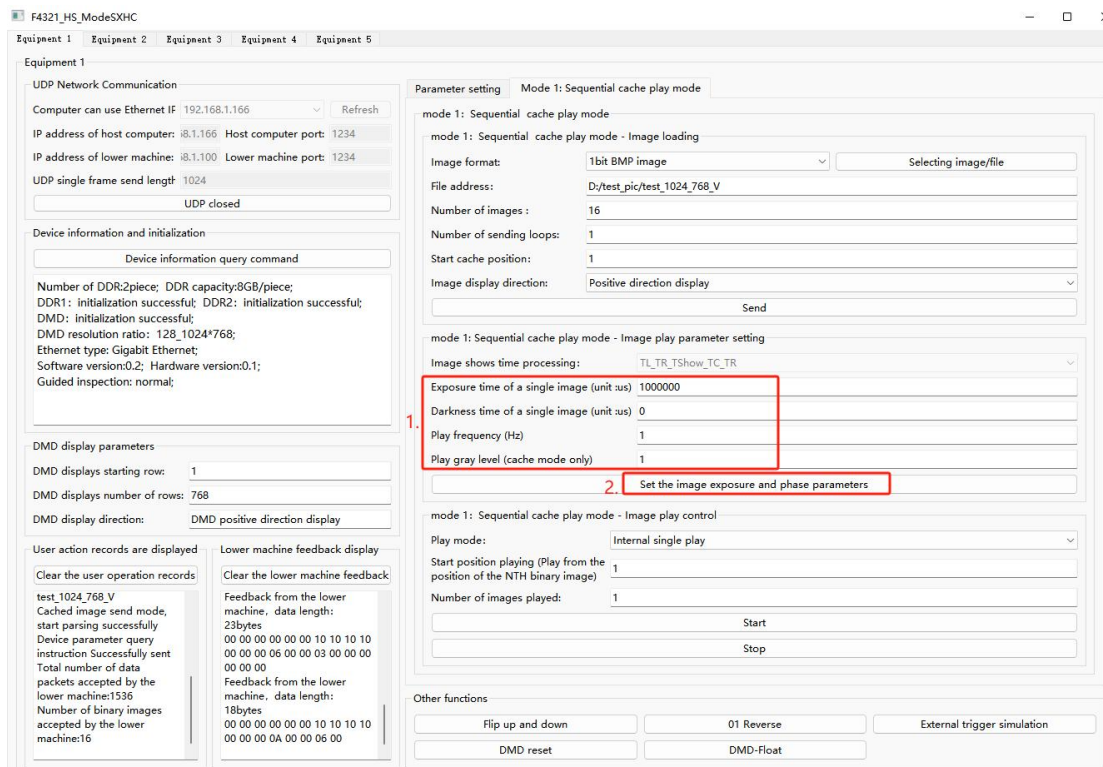 F4321_HS_ModeSXHC
Equipment 1 Equipment 2 Equipment 3 Equipment 4 Equipment 5
Equipment 1
UDP Network Communication
Computer can use Ethernet IF 192.168.1.166 Refresh
IP address of host computer: i8.1.166 Host computer port: 1234
IP address of lower machine: i8.1.100 Lower machine port: 1234
UDP single frame send length 1024
UDP closed
Device information and initialization
Device information query command
Number of DDR:2piece; DDR capacity:8GB/piece;
DDR1: initialization successful; DDR2: initialization successful;
DMD: initialization successful;
DMD resolution ratio: 128_1024*768;
Ethernet type: Gigabit Ethernet;
Software version:0.2; Hardware version:0.1;
Guided inspection: normal;
DMD display parameters
DMD displays starting row: 1
DMD displays number of rows: 768
DMD display direction: DMD positive direction display
User action records are displayed
Clear the user operation records
test_1024_768_V
Cached image send mode,
start parsing successfully
Device parameter query
instruction Successfully sent
Total number of data
packets accepted by the
lower machine:1536
Number of binary images
accepted by the lower
machine:16
Lower machine feedback display
Clear the lower machine feedback
Feedback from the lower
machine, data length:
23bytes
00 00 00 00 00 00 10 10 10 10
00 00 00 06 00 00 03 00 00 00
00 00 00
Feedback from the lower
machine, data length:
18bytes
00 00 00 00 00 00 10 10 10 10
00 00 00 0A 00 00 06 00
Parameter setting Mode 1: Sequential cache play mode
mode 1: Sequential cache play mode
mode 1: Sequential cache play mode - Image loading
Image format: 1bit BMP image Selecting image/file
File address: D:/test_pic/test_1024_768_V
Number of images : 16
Number of sending loops: 1
Start cache position: 1
Image display direction: Positive direction display
Send
mode 1: Sequential cache play mode - Image play parameter setting
Image shows time processing: TL_TR_TShow_TC_TR
Exposure time of a single image (unit :us) 1000000
Darkness time of a single image (unit :us) 0
1.
Play frequency (Hz) 1
Play gray level (cache mode only) 1
2. Set the image exposure and phase parameters
mode 1: Sequential cache play mode - Image play control
Play mode: Internal single play
Start position playing (Play from the
position of the NTH binary image) 1
Number of images played: 1
Start
Stop
Other functions
Flip up and down 01 Reverse External trigger simulation
DMD reset DMD-Float